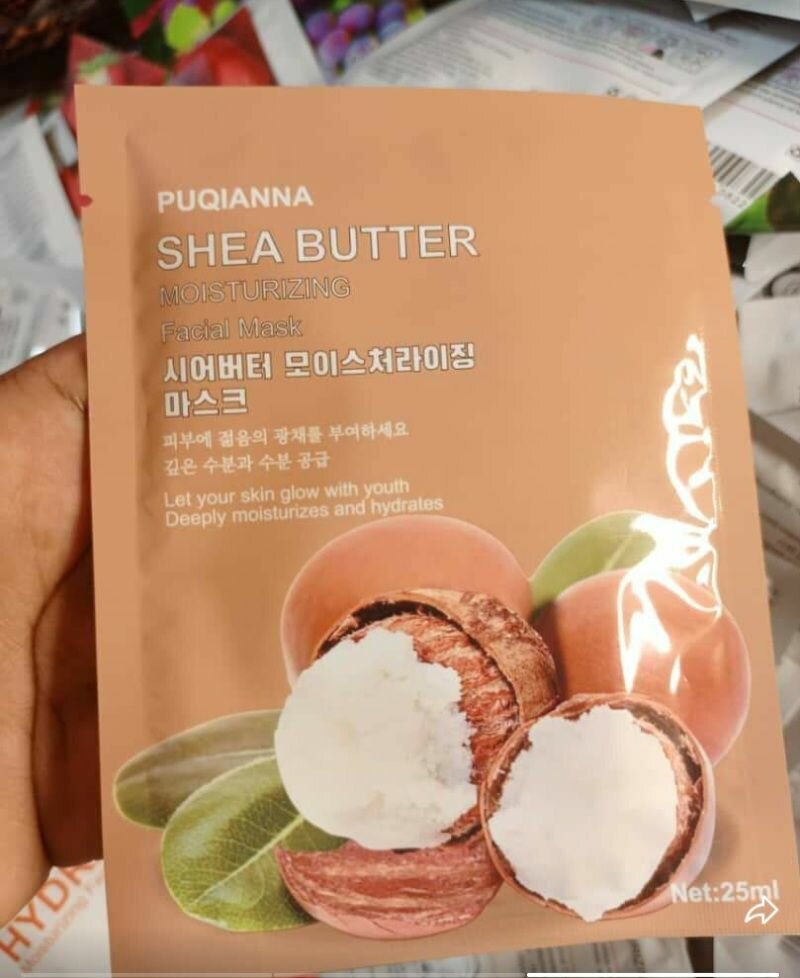 PUQIANNA
SHEA BUTTER
MOISTURIZING
Facial Mask
시어버터 모이스처라이징
마스크
피부에 젊음의 광채를 부여하세요
깊은 수분과 수분 공급
Let your skin glow with youth
Deeply moisturizes and hydrates
Net:25ml